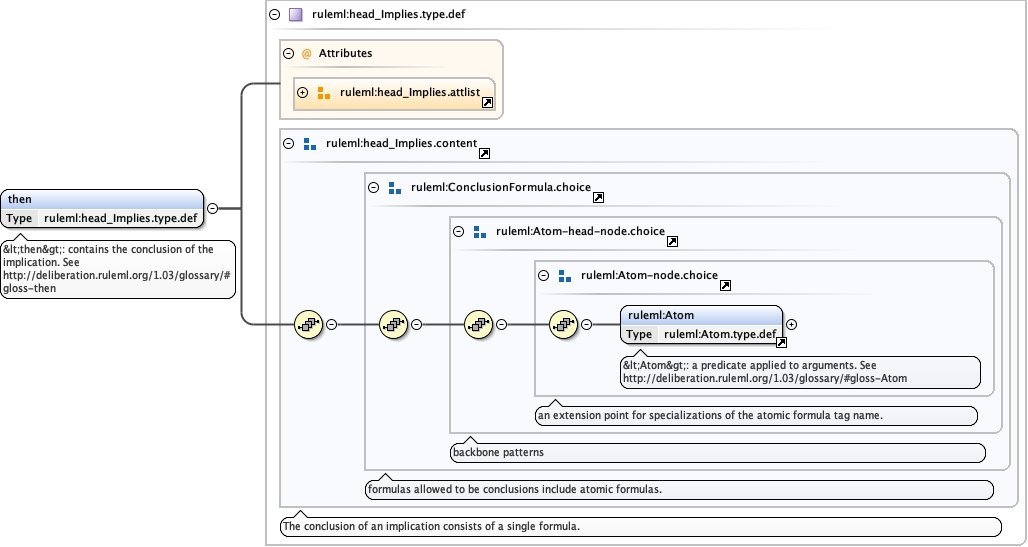 ruleml:head_Implies.type.def
@ Attributes
ruleml:head_Implies.attlist
ruleml:head_Implies.content
ruleml:ConclusionFormula.choice
then
Type ruleml:head_Implies.type.def
&lt;then&gt;: contains the conclusion of the
implication. See
http://deliberation.ruleml.org/1.03/glossary/#
gloss-then
ruleml:Atom-head-node.choice
ruleml:Atom-node.choice
ruleml:Atom
Type ruleml:Atom.type.def
&lt;Atom&gt;: a predicate applied to arguments. See
http://deliberation.ruleml.org/1.03/glossary/#gloss-Atom
an extension point for specializations of the atomic formula tag name.
backbone patterns
formulas allowed to be conclusions include atomic formulas.
The conclusion of an implication consists of a single formula.